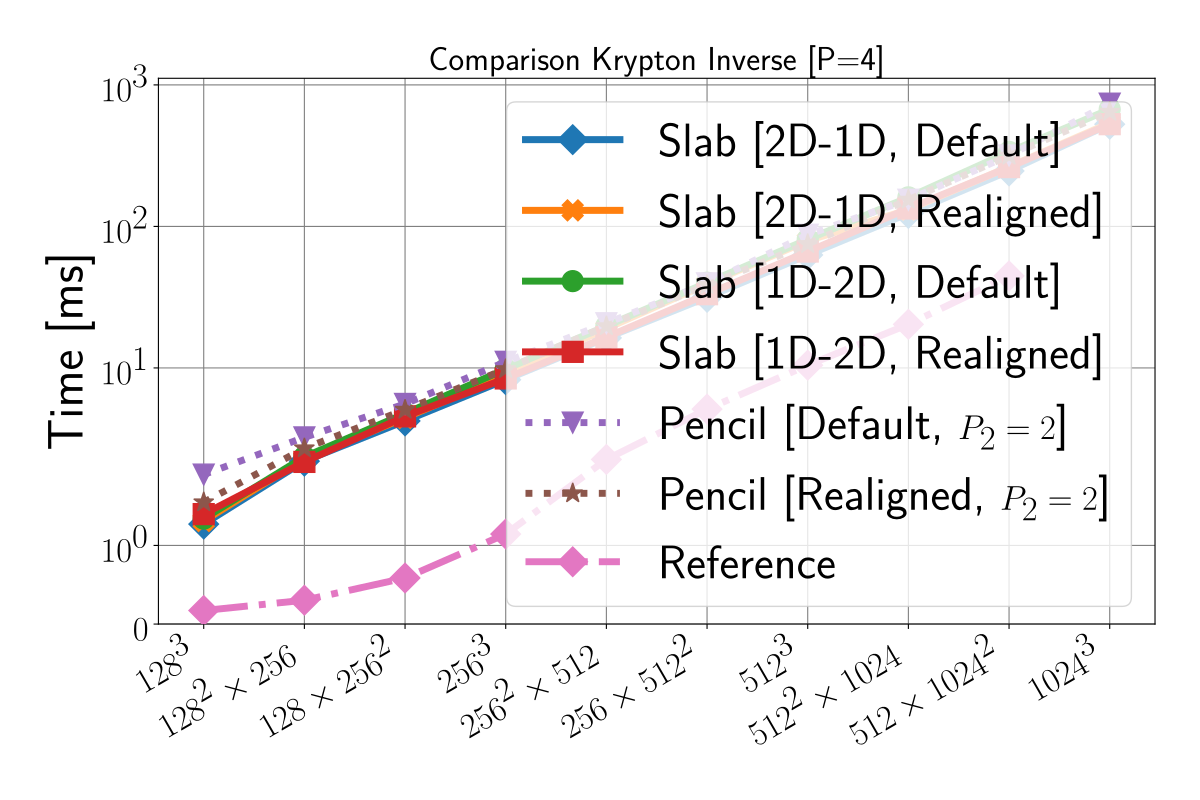 Comparison Krypton Inverse [P=4]
Time [ms]
10³
10²
10¹
10⁰
0
Slab [2D-1D, Default]
Slab [2D-1D, Realigned]
Slab [1D-2D, Default]
Slab [1D-2D, Realigned]
Pencil [Default, P₂ = 2]
Pencil [Realigned, P₂ = 2]
Reference
128³
128² × 256
128 × 256²
256³
256² × 512
256 × 512²
512³
512² × 1024
512 × 1024²
1024³